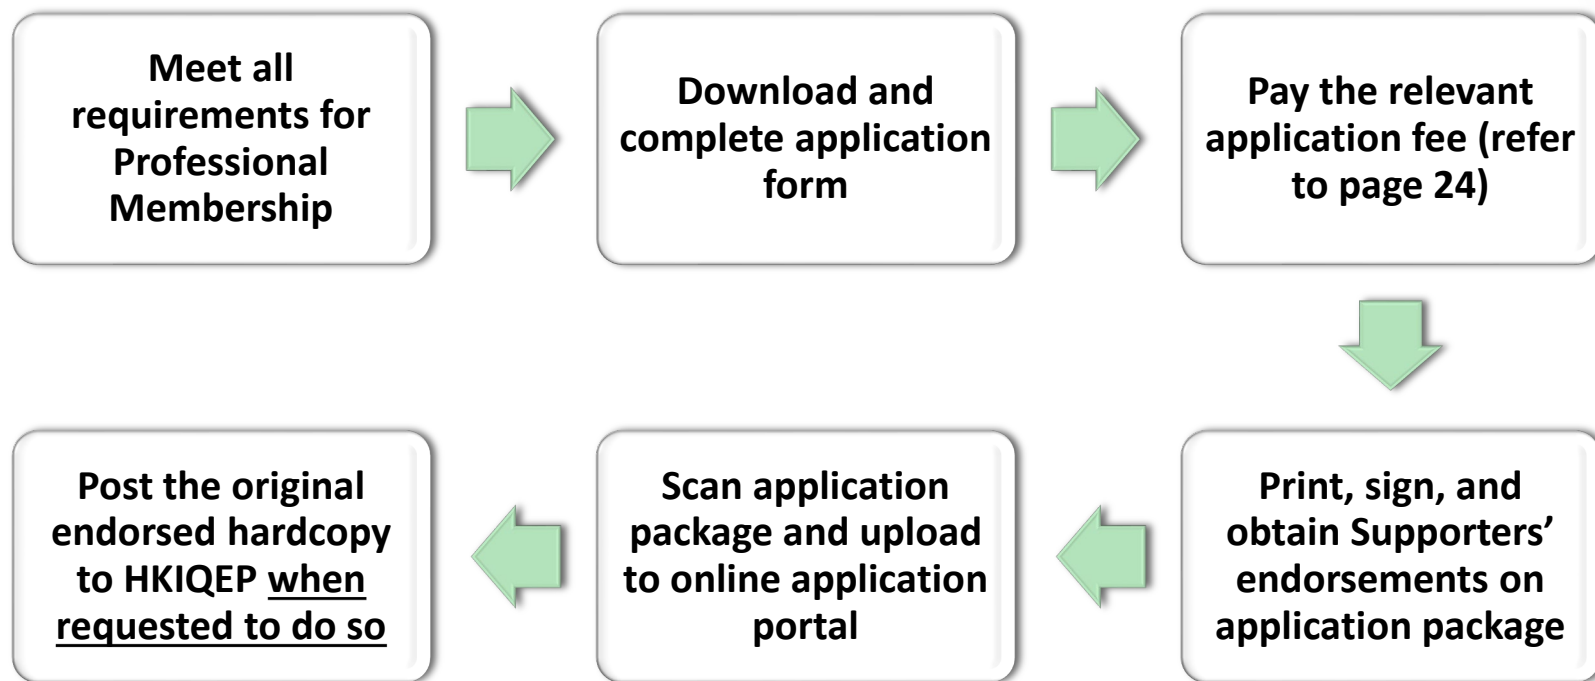 Meet all
requirements for
Professional
Membership
Download and
complete application
form
Pay the relevant
application fee (refer
to page 24)
Print, sign, and
obtain Supporters’
endorsements on
application package
Scan application
package and upload
to online application
portal
Post the original
endorsed hardcopy
to HKIQEP when
requested to do so